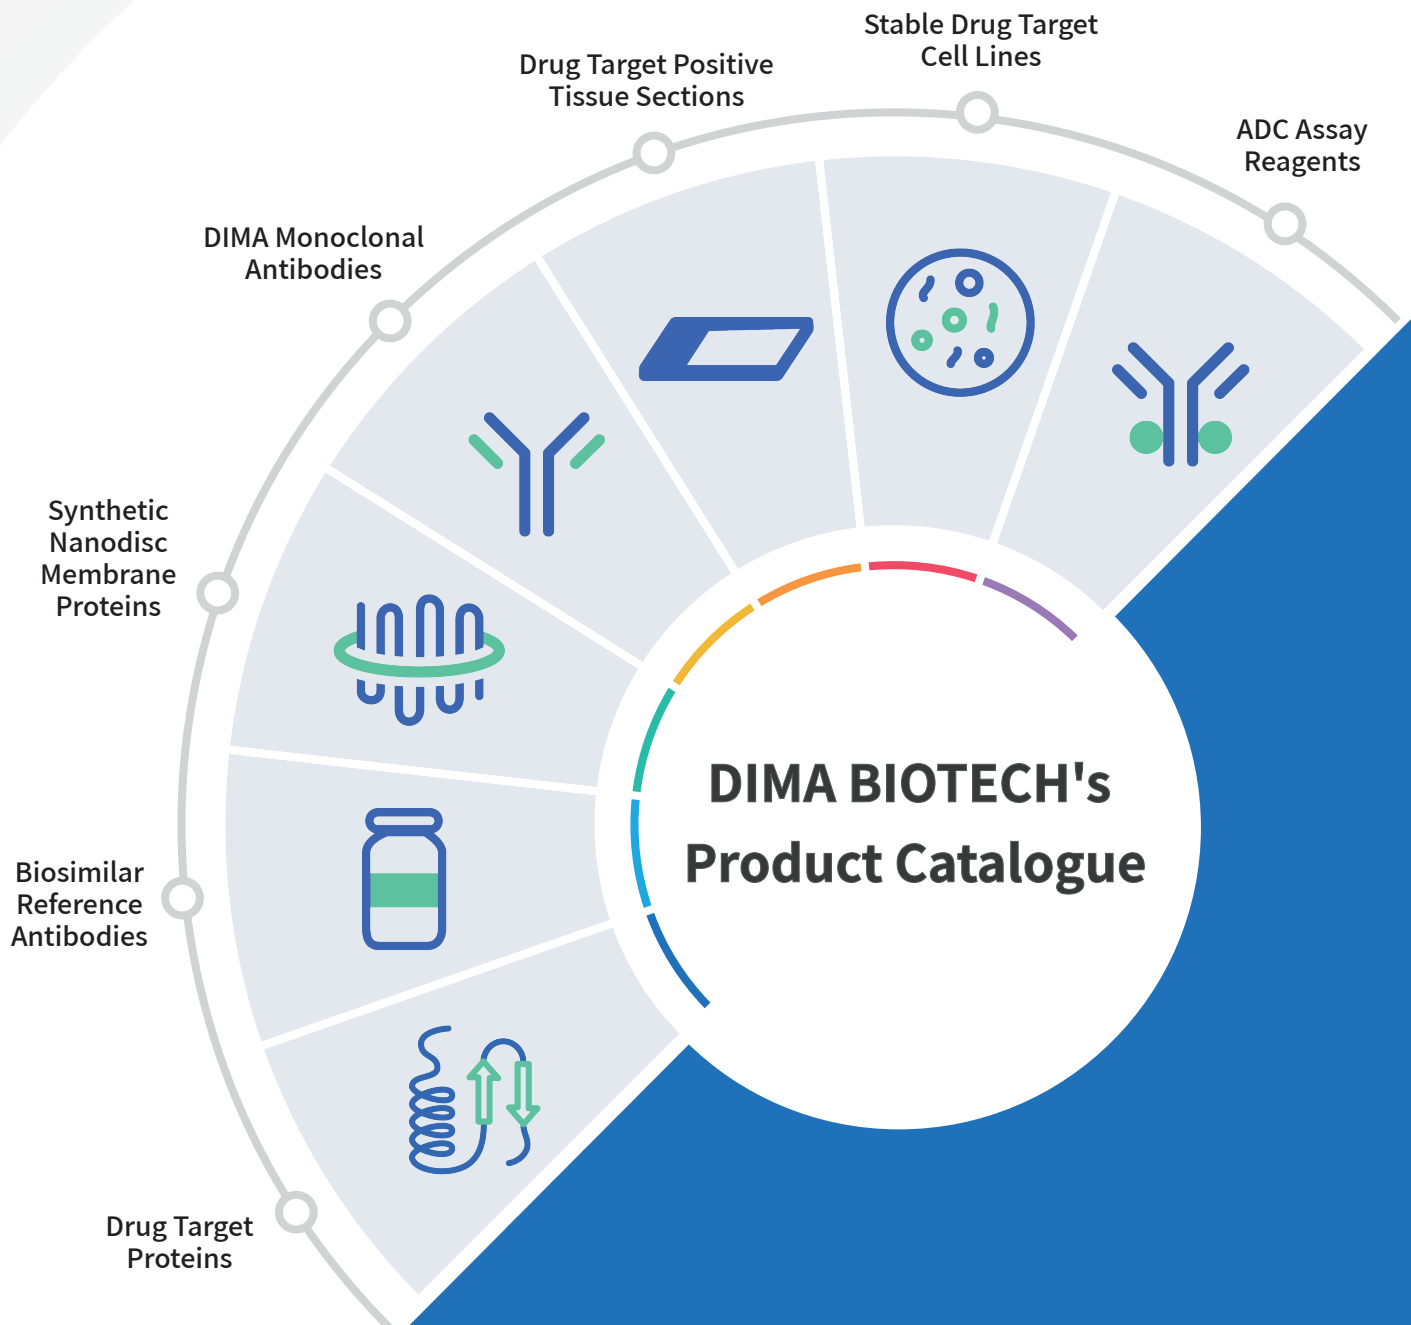 Stable Drug Target
Cell Lines
Drug Target Positive
Tissue Sections
ADC Assay
Reagents
DIMA Monoclonal
Antibodies
Synthetic
Nanodisc
Membrane
Proteins
DIMA BIOTECH's
Product Catalogue
Biosimilar
Reference
Antibodies
Drug Target
Proteins